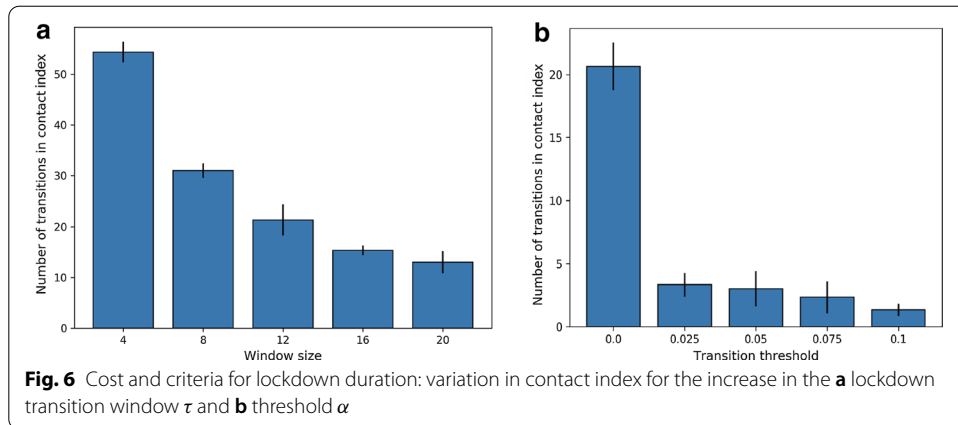 a
Number of transitions in contact index
50
40
30
20
10
0
4 8 12 16 20
Window size
b
Number of transitions in contact index
20
15
10
5
0
0.0 0.025 0.05 0.075 0.1
Transition threshold
Fig. 6 Cost and criteria for lockdown duration: variation in contact index for the increase in the a lockdown
transition window τ and b threshold α